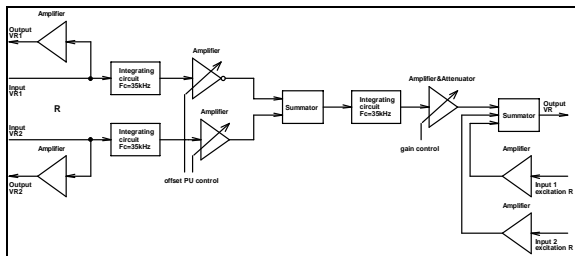 Amplifier
Output
VR1
Input
VR1
R
Input
VR2
Amplifier
Output
VR2
Integrating
circuit
Fc=35kHz
Integrating
circuit
Fc=35kHz
Amplifier
Amplifier
offset PU control
Summator
Integrating
circuit
Fc=35kHz
Amplifier&Attenuator
gain control
Output
VR
Summator
Amplifier
Input 1
excitation R
Amplifier
Input 2
excitation R